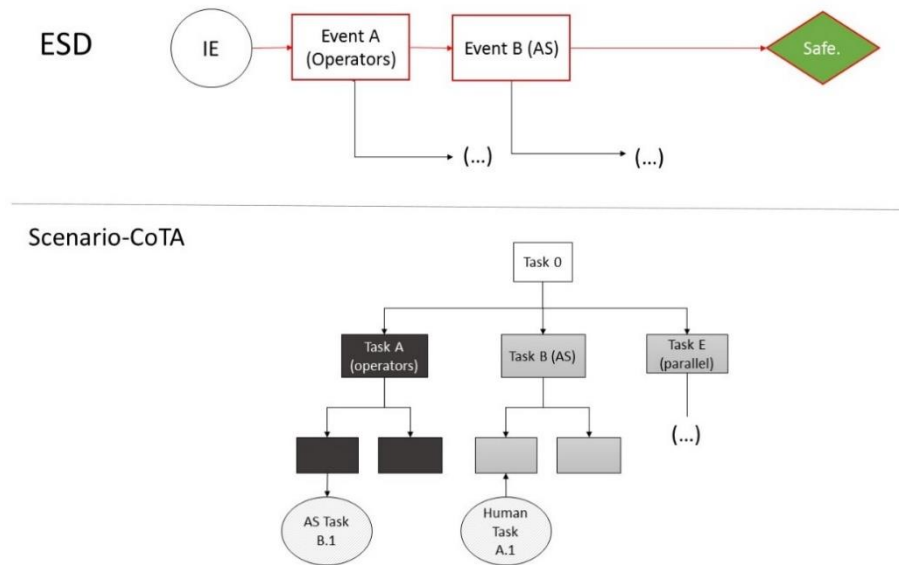 ESD
IE
Event A
(Operators)
Event B (AS)
Safe.
(...)
(...)
Scenario-CoTA
Task 0
Task A
(operators)
Task B (AS)
Task E
(parallel)
(...)
AS Task
B.1
Human
Task
A.1